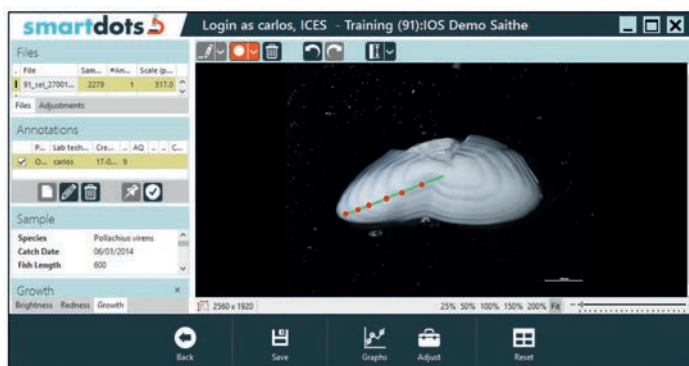 smartdots Login as carlos, ICES - Training (91):IOS Demo Saithe
Files
. File Sam... #An... Scale (p...
91_sel_27001... 2279 1 317.0
Files Adjustments
Annotations
P... Lab tech... Cre... .. AQ .. .. C...
O... carlos 17-0... 9
Sample
Species Pollachius virens
Catch Date 06/01/2014
Fish Length 600
Growth
Brightness Redness Growth
2560 x 1920 25% 50% 100% 150% 200% Fit
Back Save Graphs Adjust Reset